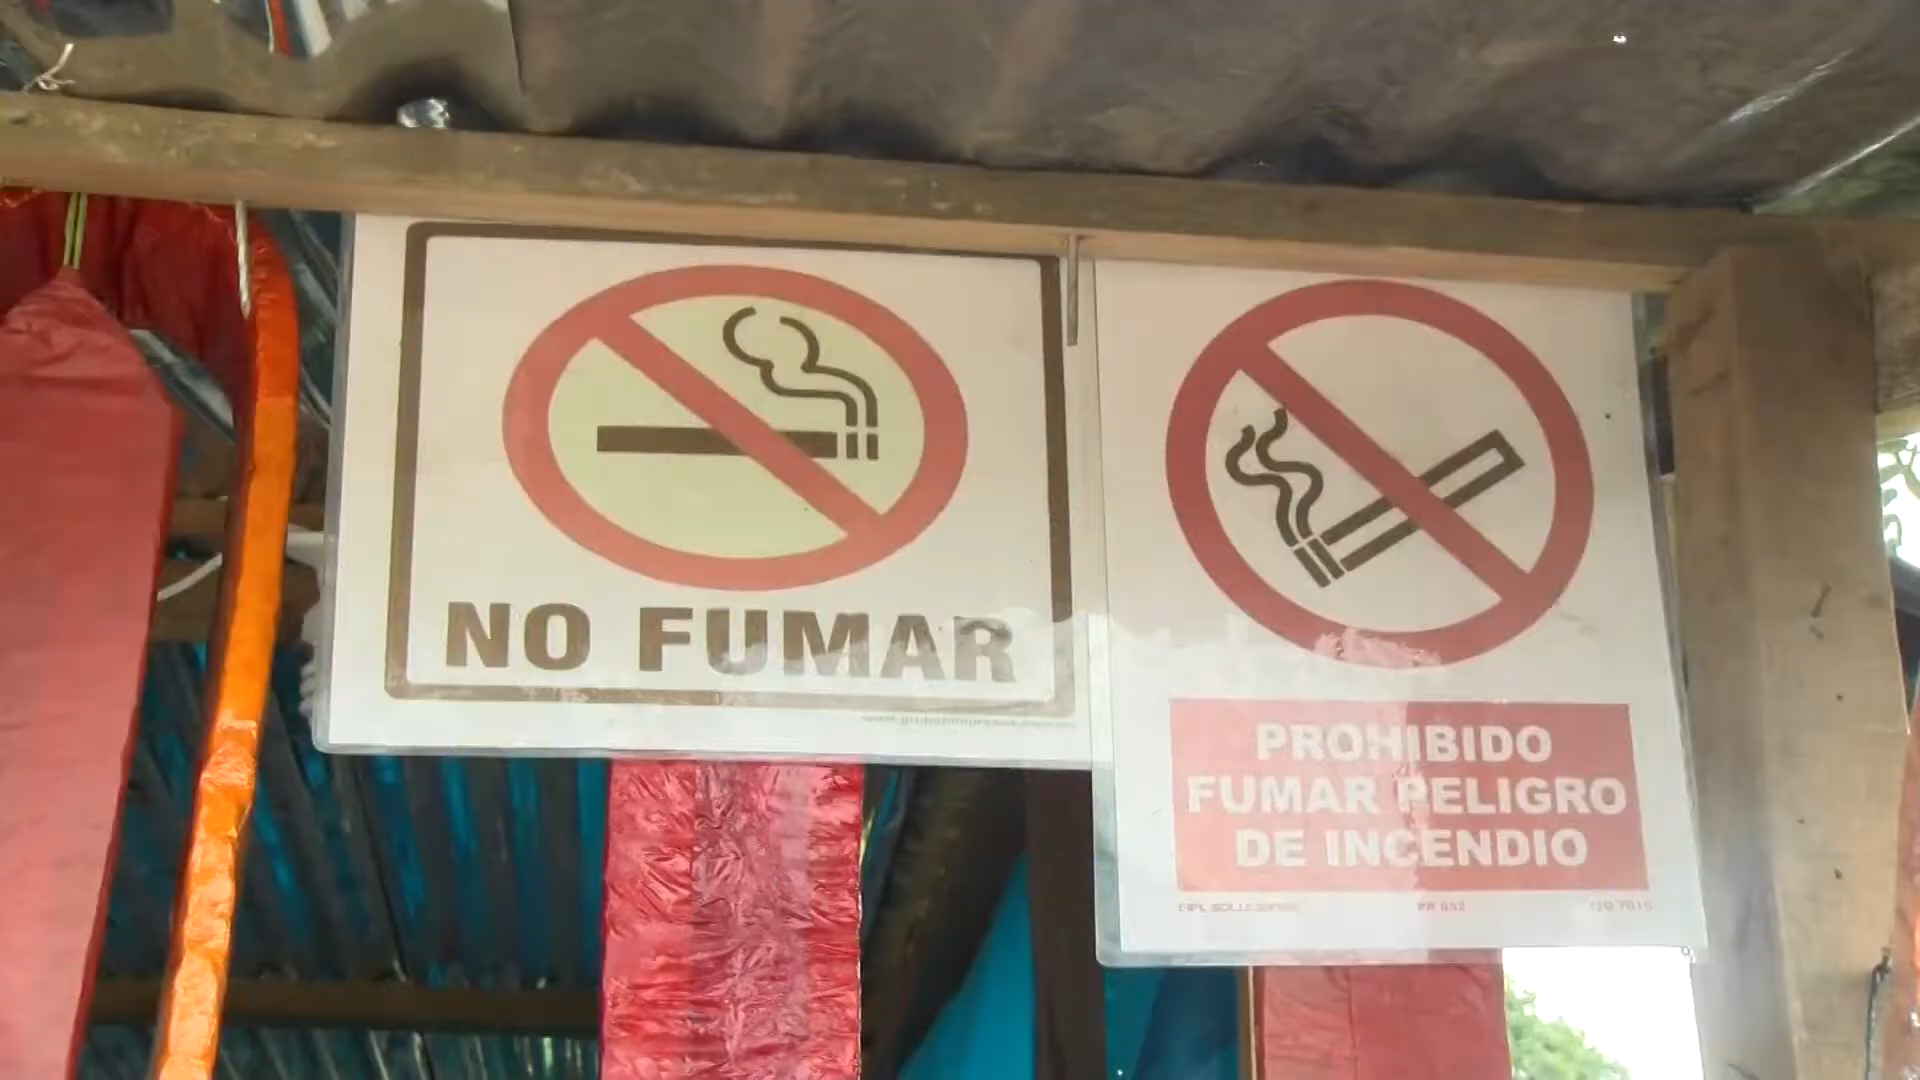 NO FUMAR
PROHIBIDO
FUMAR PELIGRO
DE INCENDIO